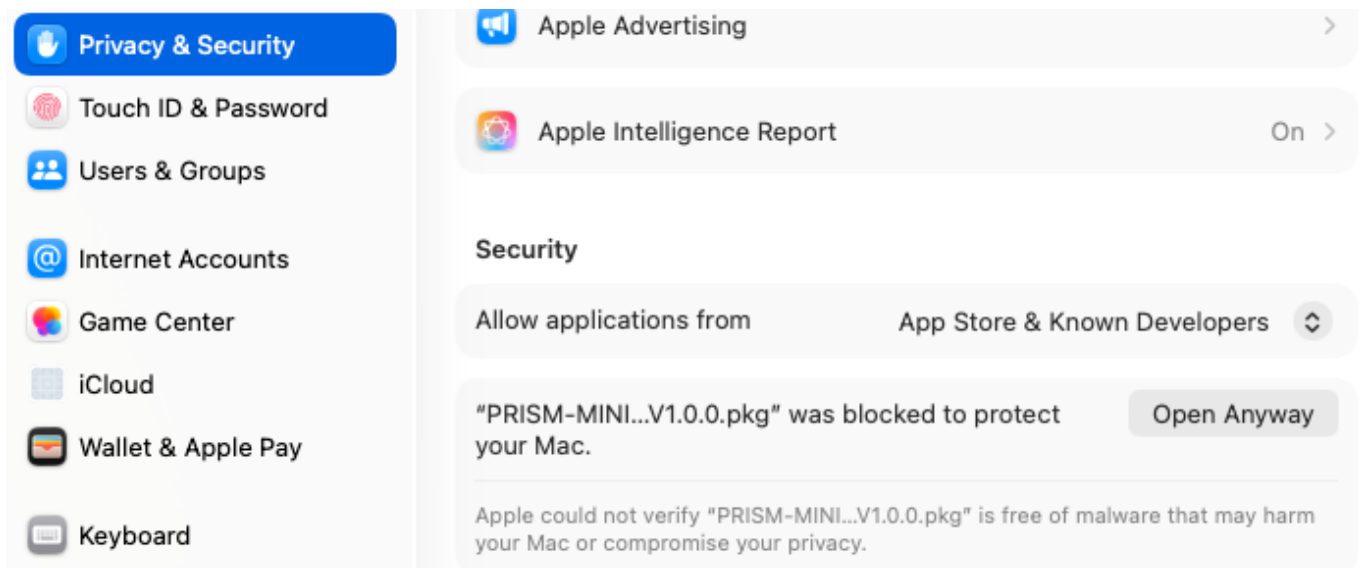 Privacy & Security
Touch ID & Password
Users & Groups
Internet Accounts
Game Center
iCloud
Wallet & Apple Pay
Keyboard
Apple Advertising
Apple Intelligence Report
On
Security
Allow applications from
App Store & Known Developers
“PRISM-MINI...V1.0.0.pkg” was blocked to protect
your Mac.
Open Anyway
Apple could not verify “PRISM-MINI...V1.0.0.pkg” is free of malware that may harm
your Mac or compromise your privacy.